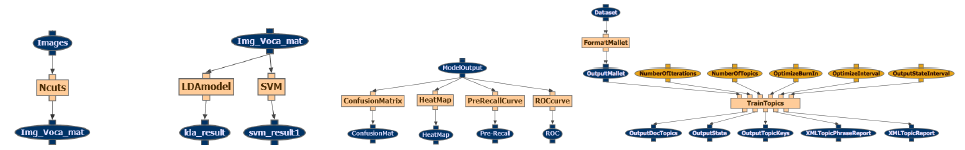 Images
Ncuts
Img_Voca_mat
Img_Voca_mat
LDAmodel
SVM
lda_result
svm_result1
ModelOutput
ConfusionMatrix
HeatMap
PreRecallCurve
ROCcurve
ConfusionMat
HeatMap
Pre-Recall
ROC
Dataset
FormatMallet
OutputMallet
NumberOfIterations
NumberOfTopics
OptimizeBurnIn
OptimizeInterval
OutputStateInterval
TrainTopics
OutputDocTopics
OutputState
OutputTopicKeys
XMLTopicPhraseReport
XMLTopicReport